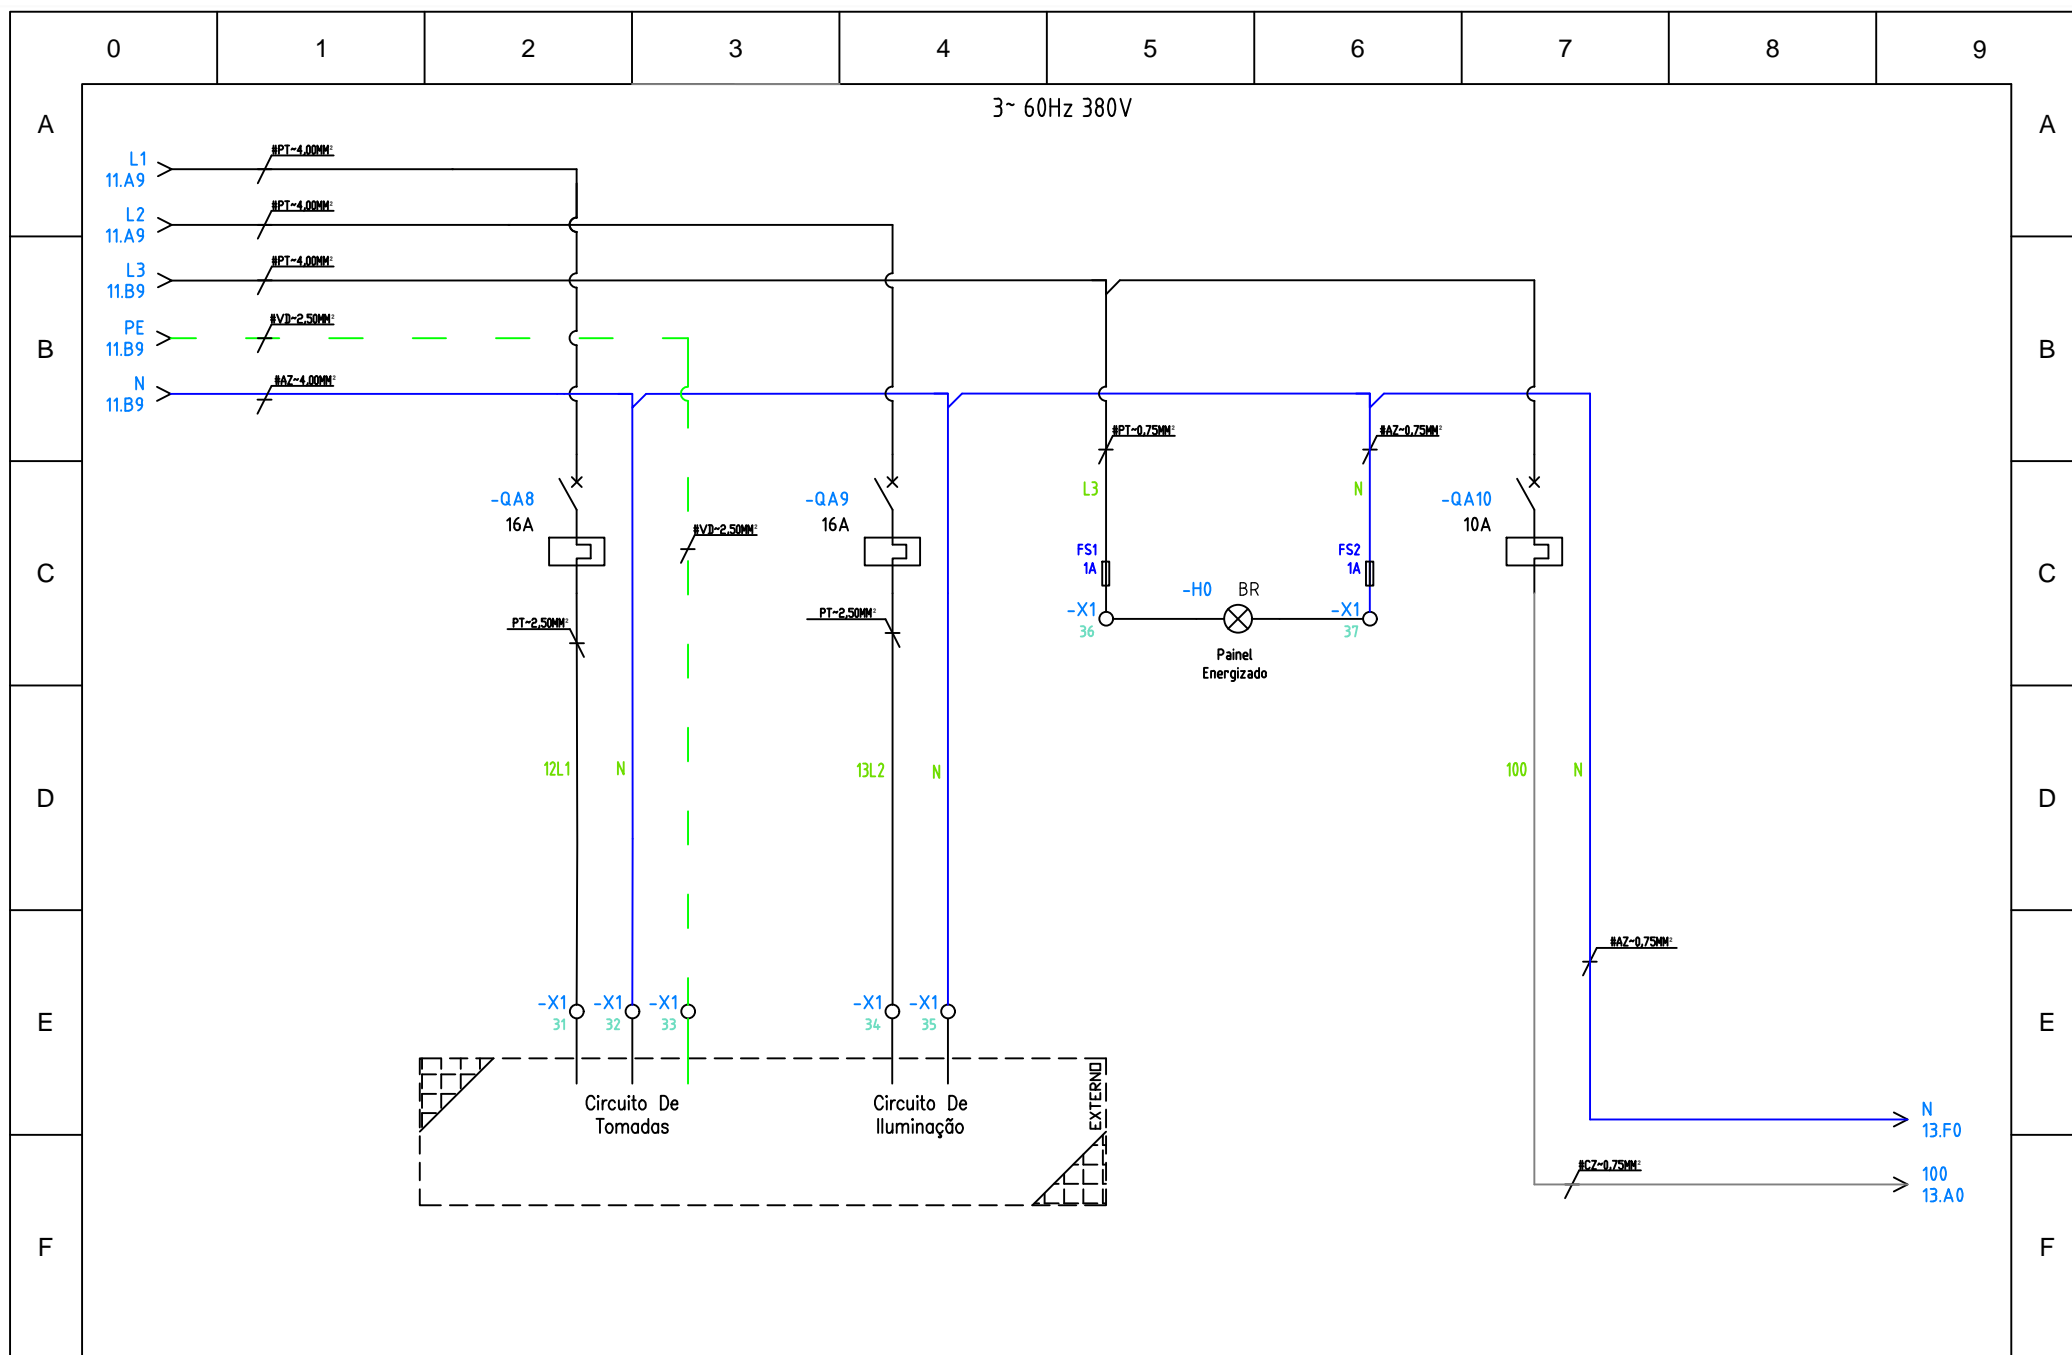 0 1 2 3 4 5 6 7 8 9
3~ 60Hz 380V
A A
L1
11.A9
#PT~4,00MM²
L2
11.A9
#PT~4,00MM²
L3
11.B9
#PT~4,00MM²
PE
11.B9
#VD~2,50MM²
B B
N
11.B9
#AZ~4,00MM²
#PT~0,75MM²
#AZ~0,75MM²
L3
N
-QA8
16A
-QA9
16A
-QA10
10A
#VD~2,50MM²
FS1
1A
FS2
1A
C C
-H0 BR
-X1
36
-X1
37
PT~2,50MM²
PT~2,50MM²
Painel
Energizado
12L1 N
13L2 N
100 N
D D
#AZ~0,75MM²
-X1
31
-X1
32
-X1
33
-X1
34
-X1
35
E E
EXTERNO
Circuito De
Tomadas
Circuito De
Iluminação
N
13.F0
#CZ~0,75MM²
100
13.A0
F F